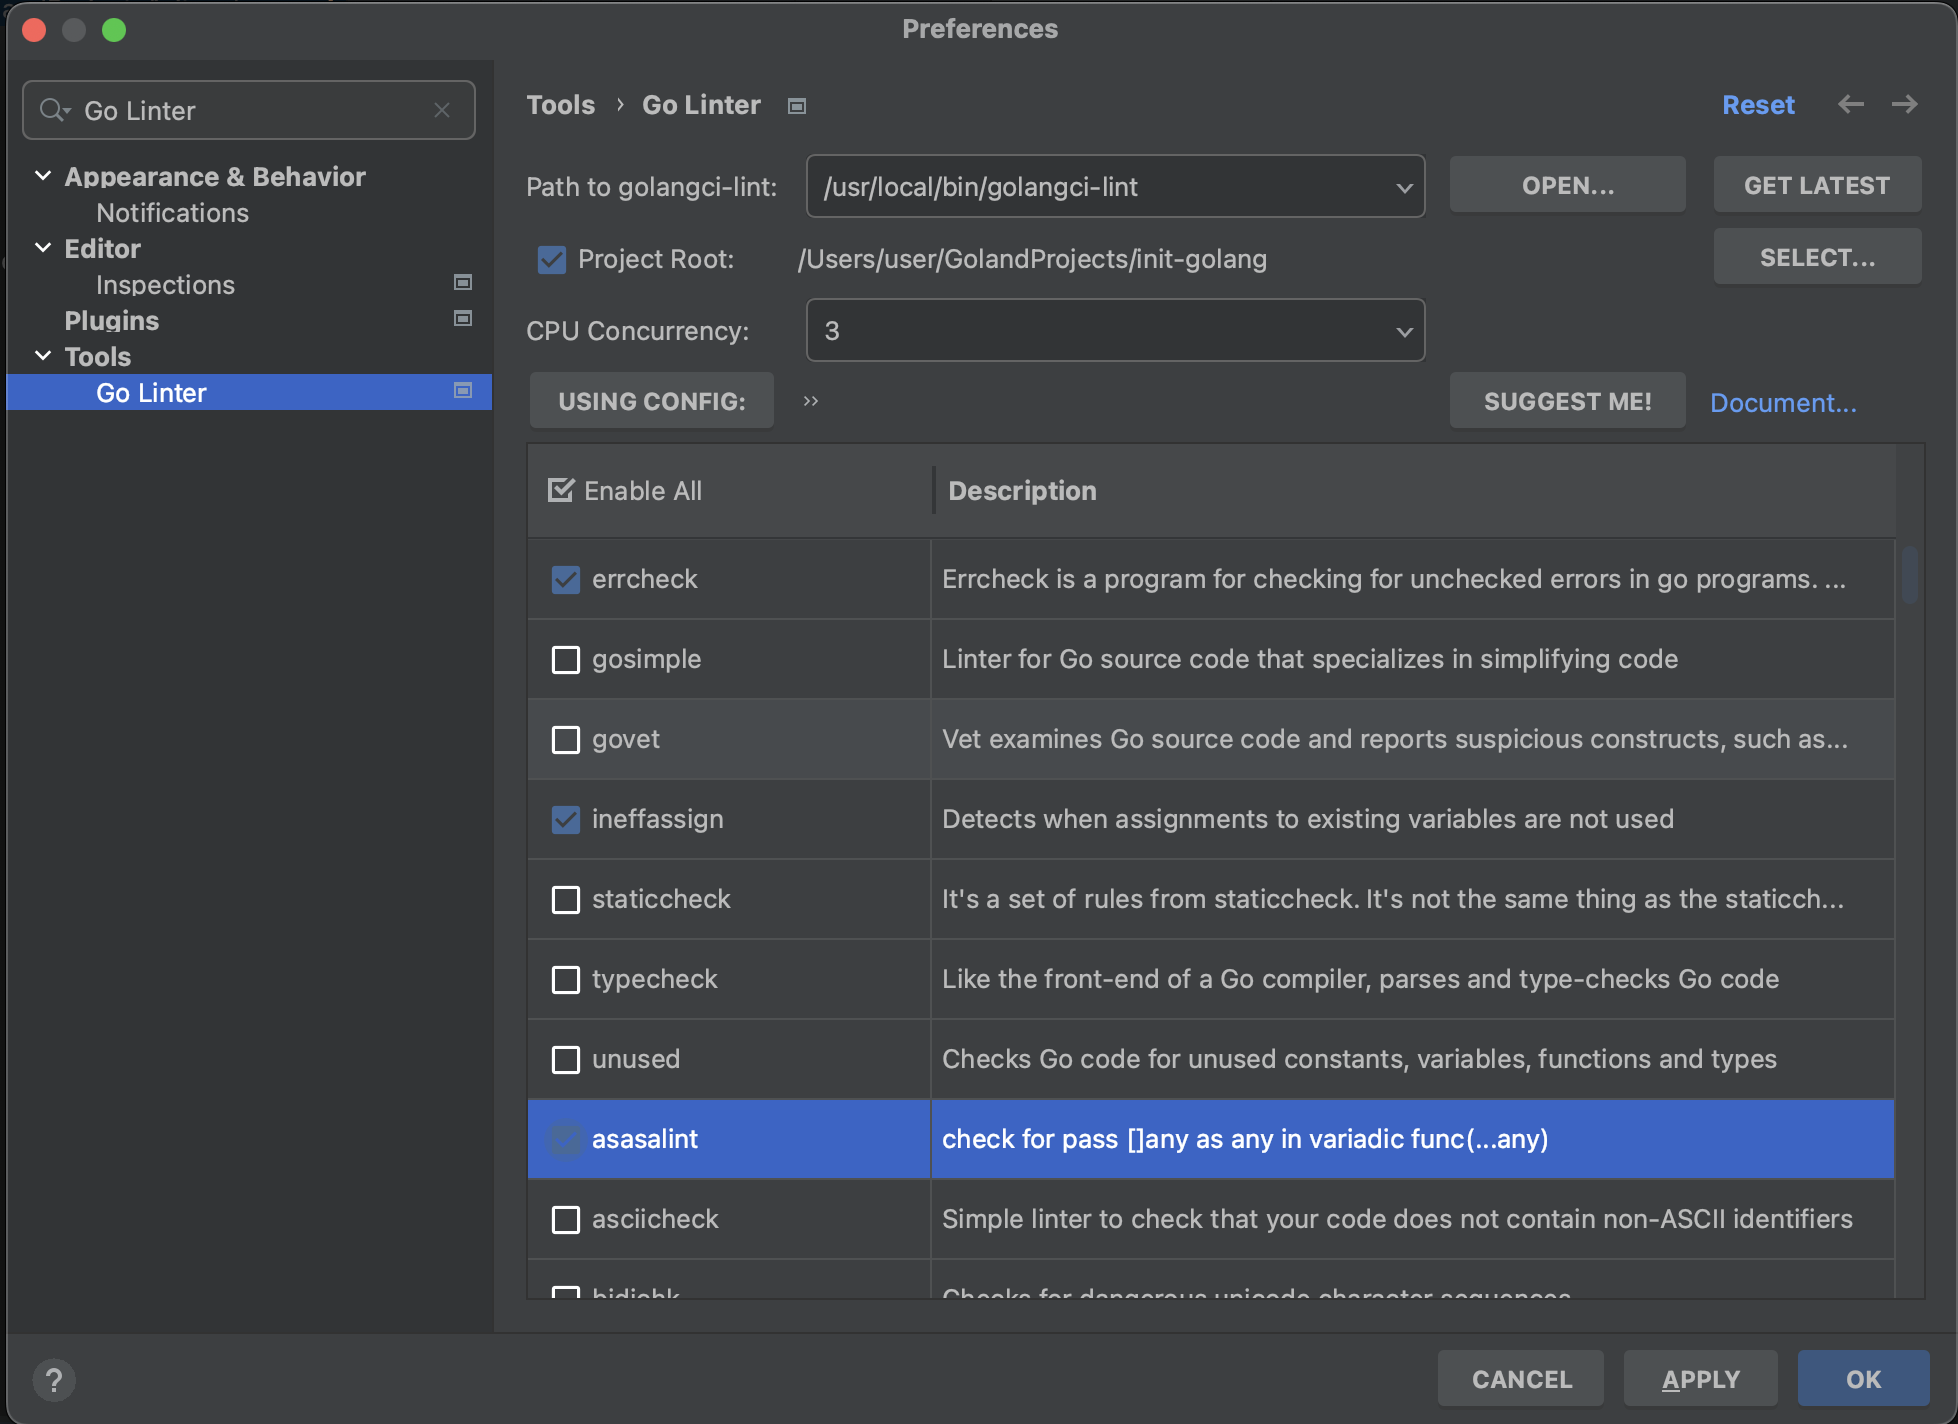 Preferences
Go Linter
Appearance & Behavior
Notifications
Editor
Inspections
Plugins
Tools
Go Linter
Tools › Go Linter
Reset
Path to golangci-lint: /usr/local/bin/golangci-lint OPEN... GET LATEST
Project Root: /Users/user/GolandProjects/init-golang SELECT...
CPU Concurrency: 3
USING CONFIG: >> SUGGEST ME! Document...
Enable All Description
errcheck Errcheck is a program for checking for unchecked errors in go programs. ...
gosimple Linter for Go source code that specializes in simplifying code
govet Vet examines Go source code and reports suspicious constructs, such as...
ineffassign Detects when assignments to existing variables are not used
staticcheck It's a set of rules from staticcheck. It's not the same thing as the staticch...
typecheck Like the front-end of a Go compiler, parses and type-checks Go code
unused Checks Go code for unused constants, variables, functions and types
asasalint check for pass []any as any in variadic func(...any)
asciicheck Simple linter to check that your code does not contain non-ASCII identifiers
bidichk Checks for dangerous unicode character sequences
? CANCEL APPLY OK